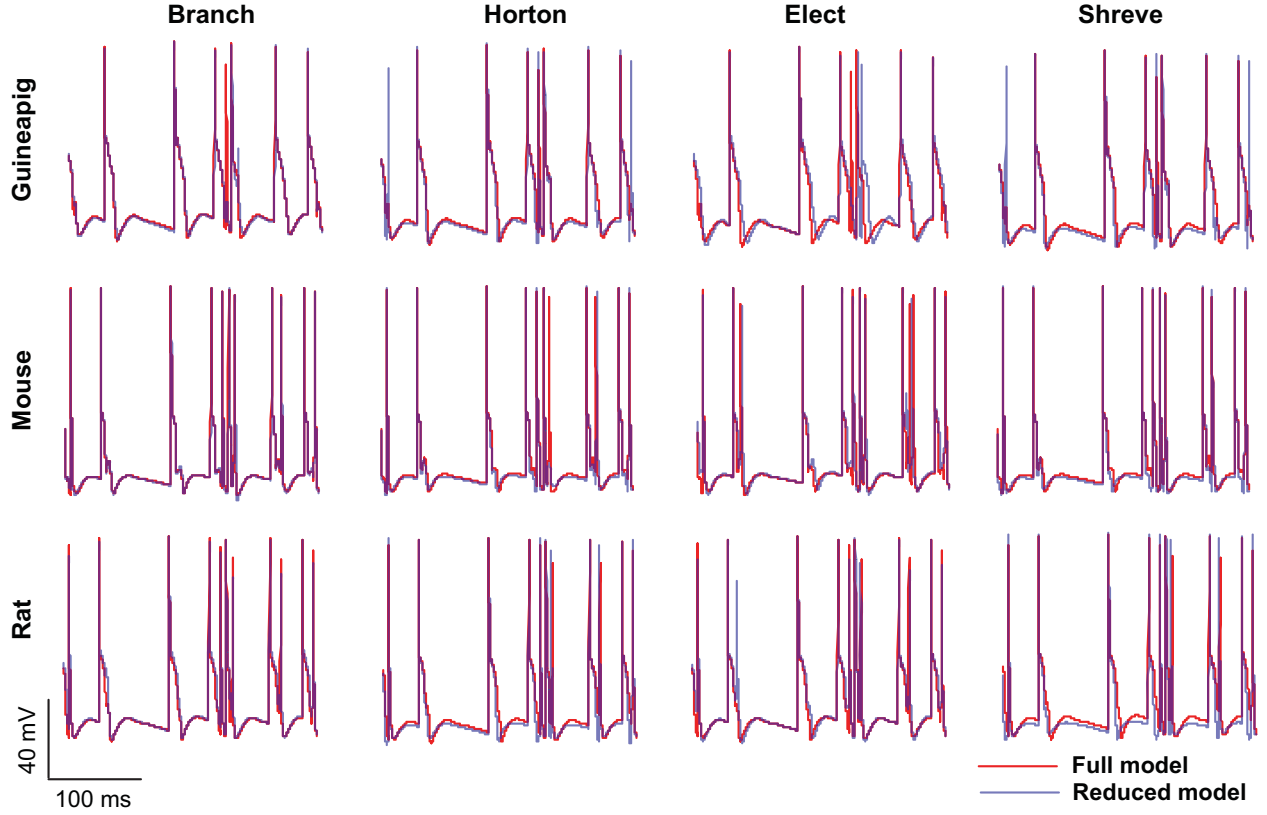 Branch Horton Elect Shreve
Guineapig
Mouse
Rat
40 mV
100 ms
Full model
Reduced model